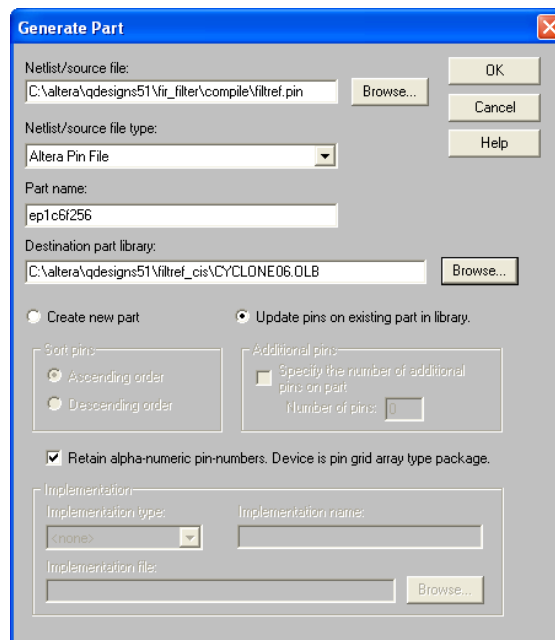 Generate Part
Netlist/source file:
OK
C:\altera\qdesigns51\fir_filter\compile\filtref.pin
Browse...
Cancel
Netlist/source file type:
Help
Altera Pin File
Part name:
ep1c6f256
Destination part library:
C:\altera\qdesigns51\filtref_cis\CYCLONE06.OLB
Browse...
Create new part
Update pins on existing part in library.
Sort pins
Ascending order
Descending order
Additional pins
Specify the number of additional
pins on part
Number of pins: 0
Retain alpha-numeric pin-numbers. Device is pin grid array type package.
Implementation
Implementation type:
Implementation name:
<none>
Implementation file:
Browse...